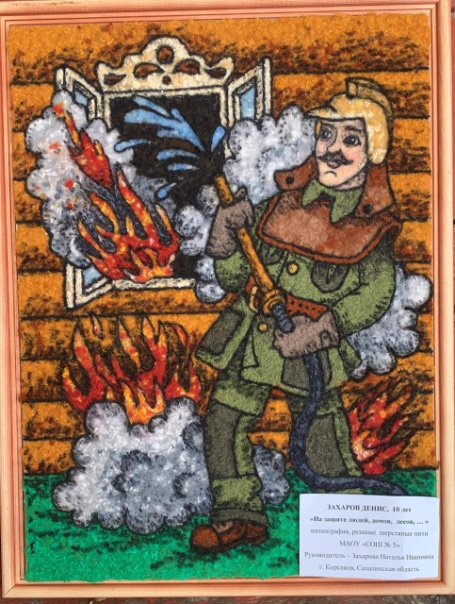 ЗАХАРОВ ДЕНИС, 10 лет
«На защите людей, домов, лесов, ... »
ниткография, резаные шерстяные нити
МАОУ «СОШ № 5»
Руководитель – Захарова Наталья Ивановна
г. Корсаков, Сахалинская область